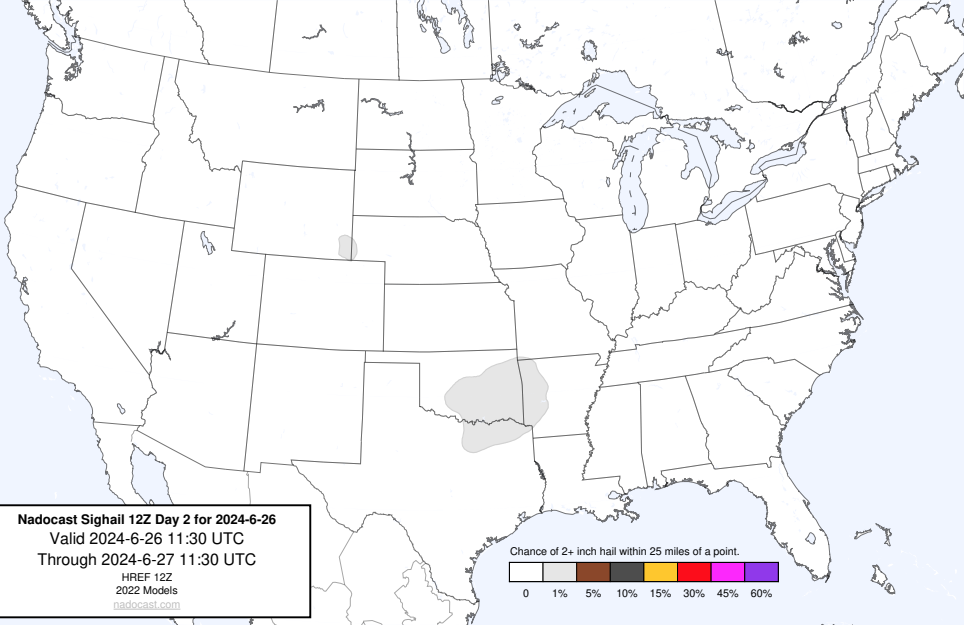 Nadocast Sighail 12Z Day 2 for 2024-6-26
Valid 2024-6-26 11:30 UTC
Through 2024-6-27 11:30 UTC
HREF 12Z
2022 Models
nadocast.com
Chance of 2+ inch hail within 25 miles of a point.
0 1% 5% 10% 15% 30% 45% 60%